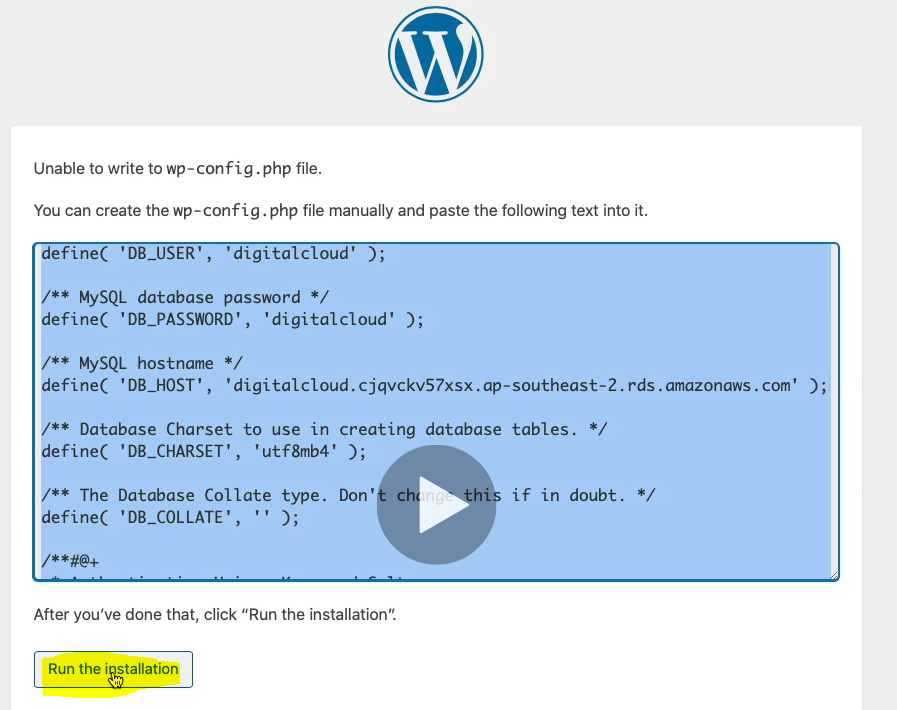 Unable to write to wp-config.php file.
You can create the wp-config.php file manually and paste the following text into it.
define( 'DB_USER', 'digitalcloud' );
/** MySQL database password */
define( 'DB_PASSWORD', 'digitalcloud' );
/** MySQL hostname */
define( 'DB_HOST', 'digitalcloud.cjqvckv57xsx.ap-southeast-2.rds.amazonaws.com' );
/** Database Charset to use in creating database tables. */
define( 'DB_CHARSET', 'utf8mb4' );
/** The Database Collate type. Don't change this if in doubt. */
define( 'DB_COLLATE', '' );
/**#@+
After you’ve done that, click “Run the installation”.
Run the installation